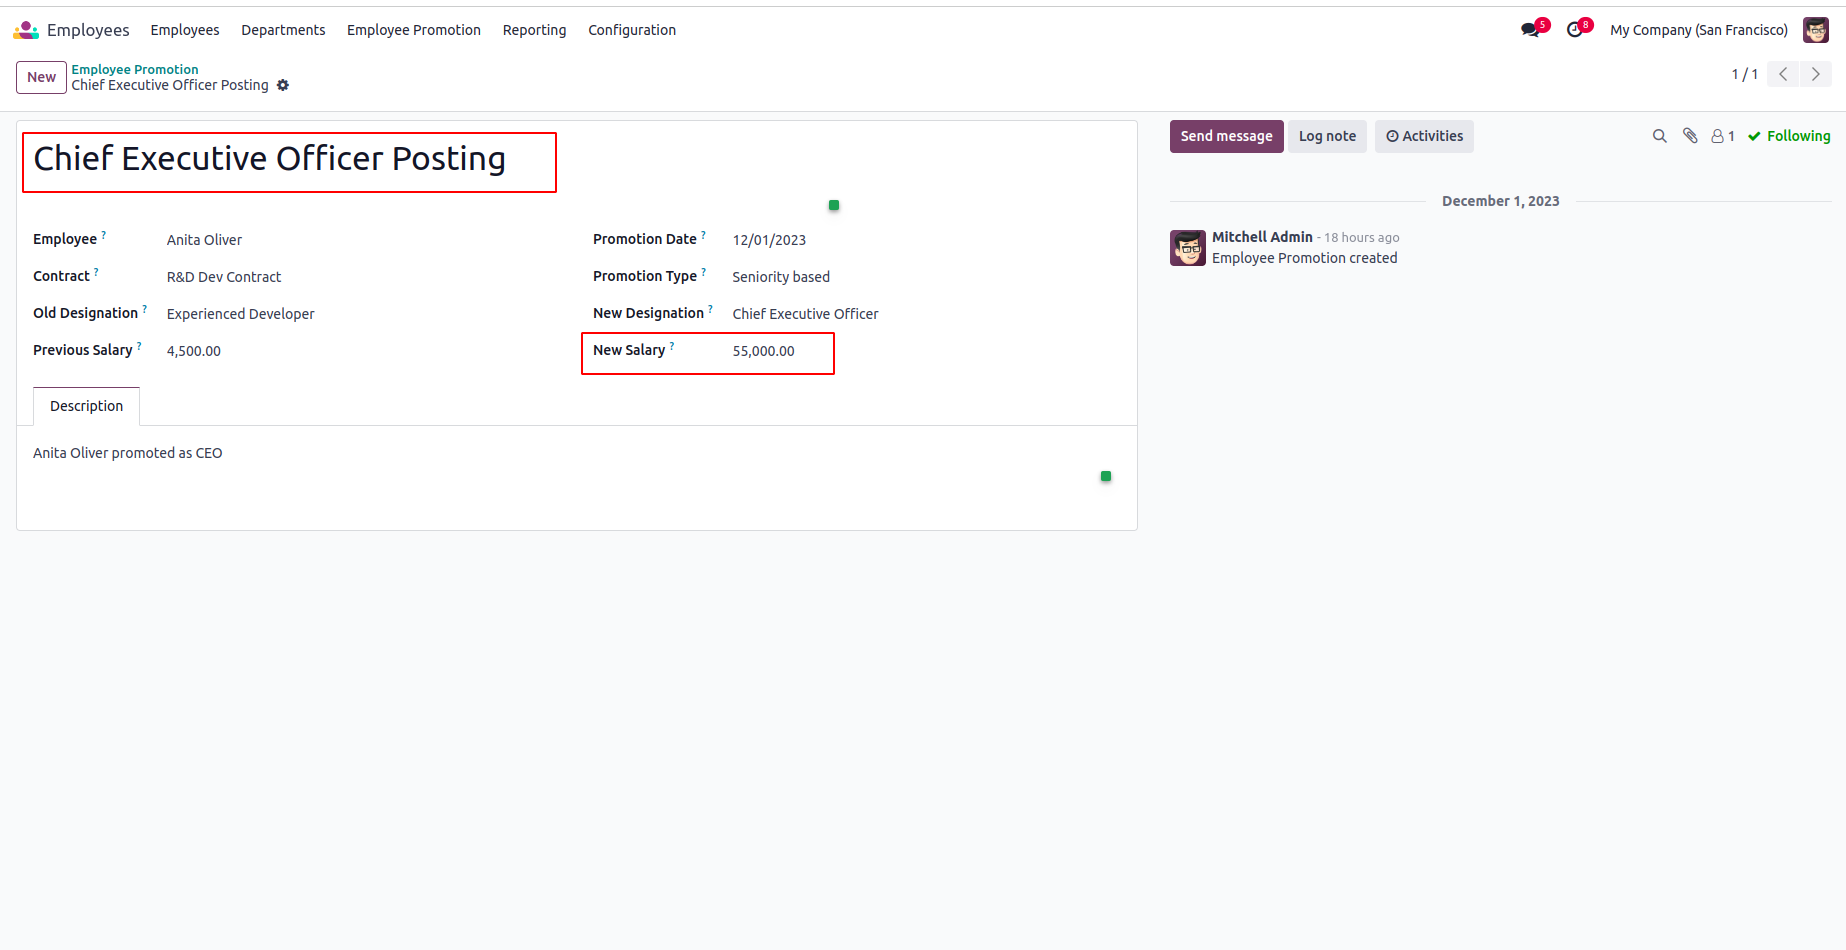 Employees Employees Departments Employee Promotion Reporting Configuration 5 8 My Company (San Francisco)
New Employee Promotion
Chief Executive Officer Posting 1 / 1
Chief Executive Officer Posting
Employee ? Anita Oliver Promotion Date ? 12/01/2023
Contract ? R&D Dev Contract Promotion Type ? Seniority based
Old Designation ? Experienced Developer New Designation ? Chief Executive Officer
Previous Salary ? 4,500.00 New Salary ? 55,000.00
Description
Anita Oliver promoted as CEO
Send message Log note Activities 1 Following
December 1, 2023
Mitchell Admin - 18 hours ago
Employee Promotion created